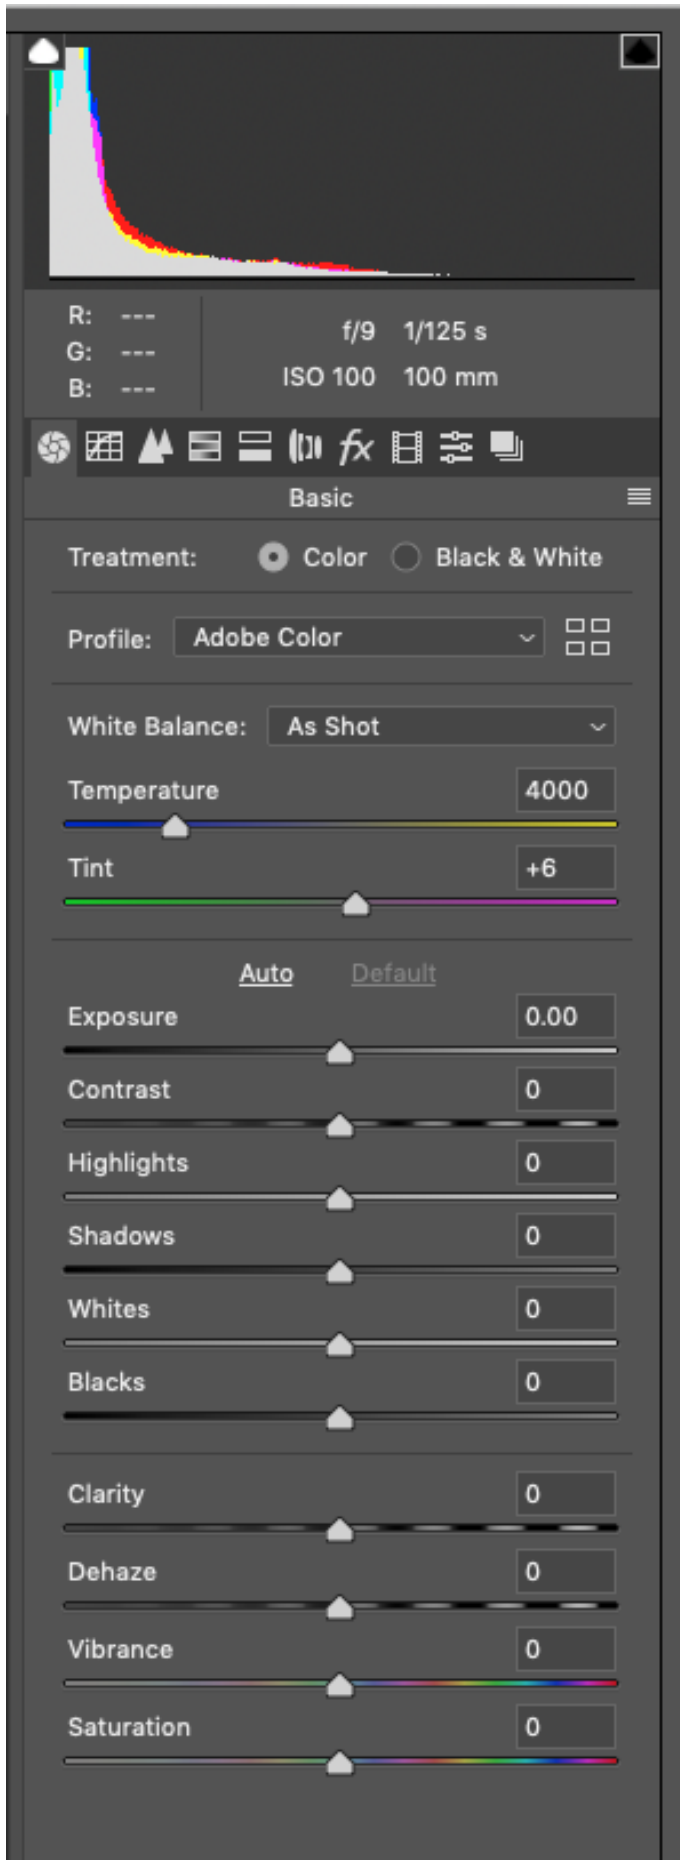 R: ---
G: ---
B: ---
f/9 1/125 s
ISO 100 100 mm
fx
Basic
Treatment: Color Black & White
Profile: Adobe Color
White Balance: As Shot
Temperature 4000
Tint +6
Auto Default
Exposure 0.00
Contrast 0
Highlights 0
Shadows 0
Whites 0
Blacks 0
Clarity 0
Dehaze 0
Vibrance 0
Saturation 0